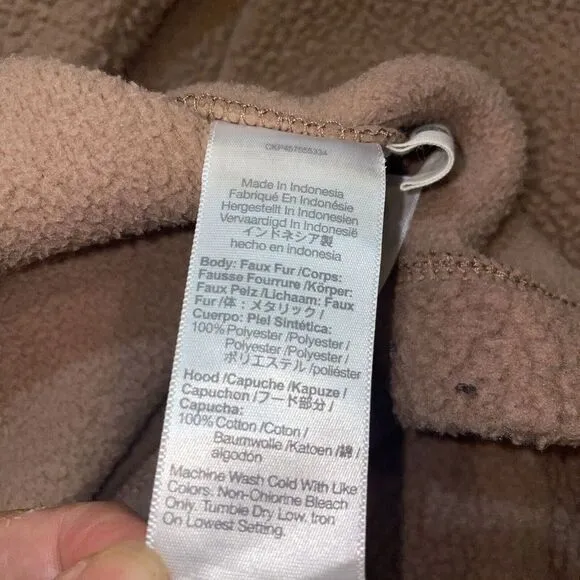 CKP457555334
Made In Indonesia
Fabriqué En Indonésie
Hergestellt In Indonesien
Vervaardigd In Indonesië
インドネシア製
hecho en indonesia
Body: Faux Fur /Corps:
Fausse Fourrure /Körper:
Faux Pelz /Lichaam: Faux
Fur /体：メタリック /
Cuerpo: Piel Sintética:
100% Polyester /Polyester /
Polyester /Polyester /
ポリエステル /poliéster
Hood /Capuche /Kapuze /
Capuchon /フード部分 /
Capucha:
100% Cotton /Coton /
Baumwolle /Katoen /綿 /
algodón
Machine Wash Cold With Like
Colors. Non-Chlorine Bleach
Only. Tumble Dry Low. Iron
On Lowest Setting.